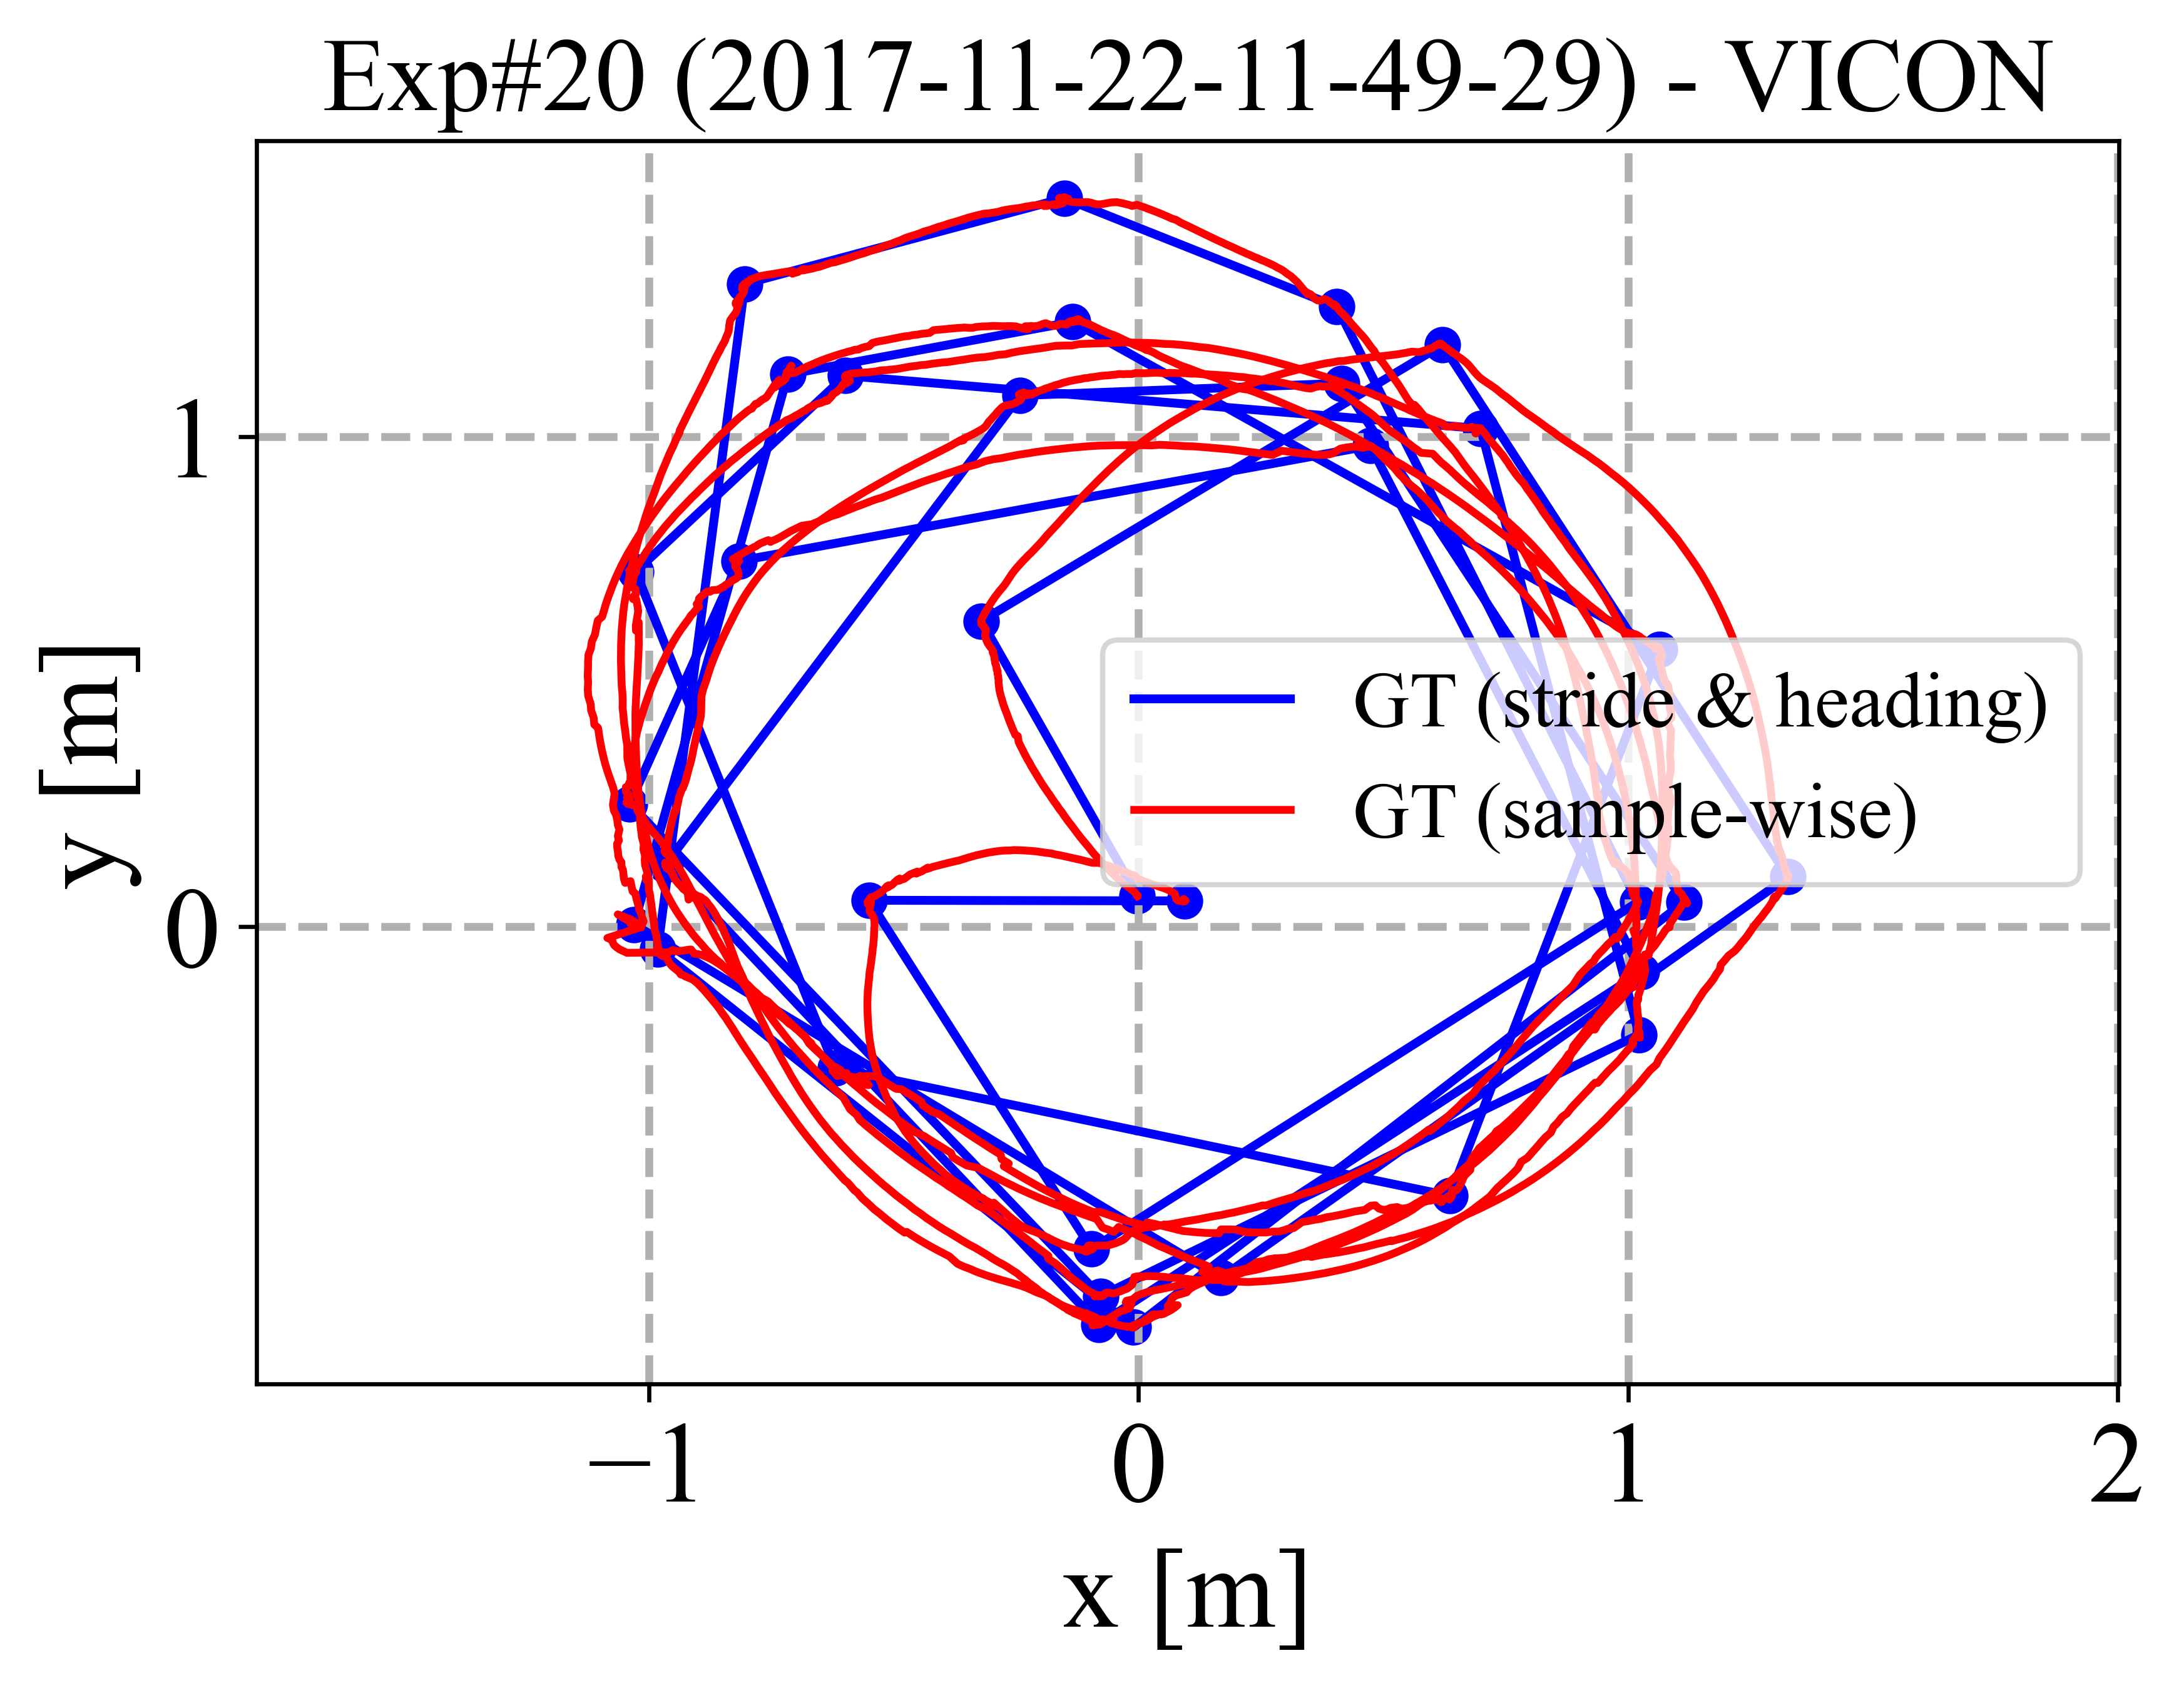 Exp#20 (2017-11-22-11-49-29) - VICON
1
0
y [m]
GT (stride & heading)
GT (sample-wise)
−1
0
1
2
x [m]